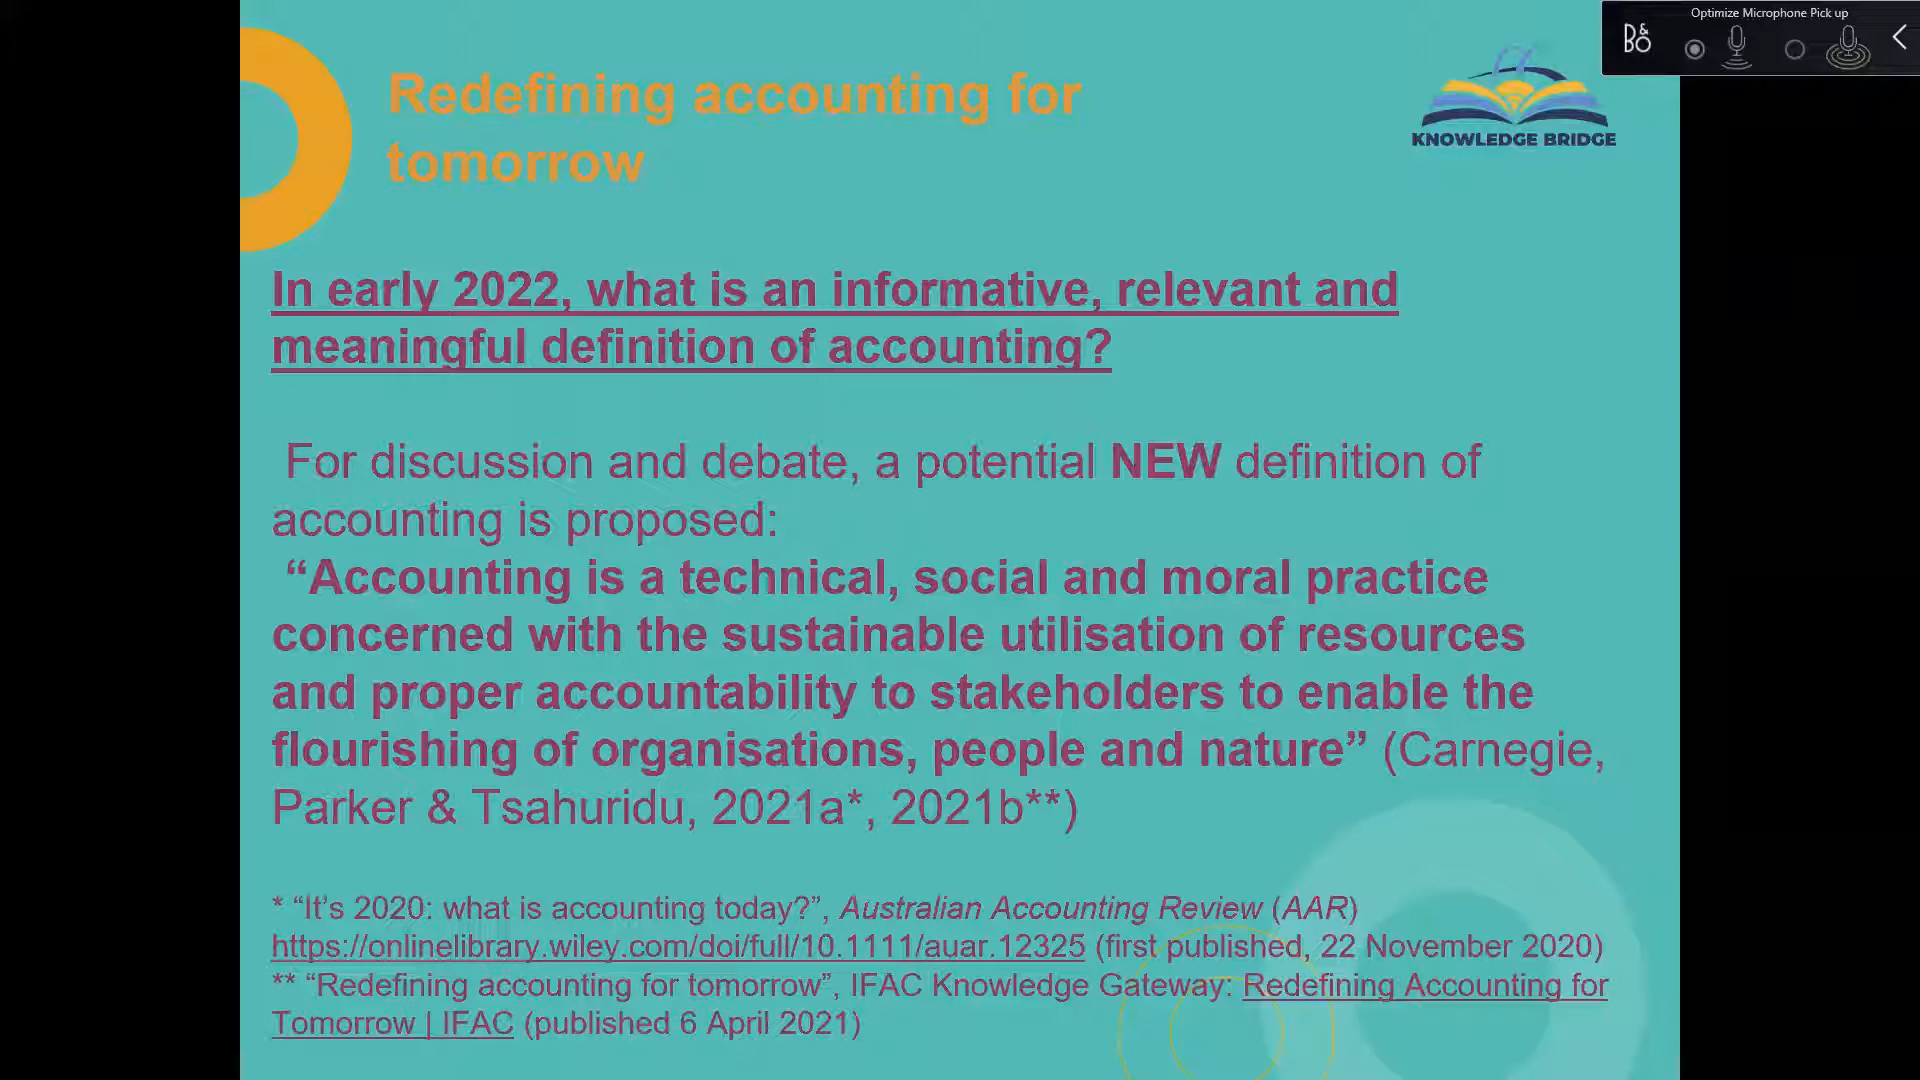 Optimize Microphone Pick up
B&O
Redefining accounting for
tomorrow
KNOWLEDGE BRIDGE
In early 2022, what is an informative, relevant and
meaningful definition of accounting?
For discussion and debate, a potential NEW definition of
accounting is proposed:
“Accounting is a technical, social and moral practice
concerned with the sustainable utilisation of resources
and proper accountability to stakeholders to enable the
flourishing of organisations, people and nature” (Carnegie,
Parker & Tsahuridu, 2021a*, 2021b**)
* “It’s 2020: what is accounting today?”, Australian Accounting Review (AAR)
https://onlinelibrary.wiley.com/doi/full/10.1111/auar.12325 (first published, 22 November 2020)
** “Redefining accounting for tomorrow”, IFAC Knowledge Gateway: Redefining Accounting for
Tomorrow | IFAC (published 6 April 2021)